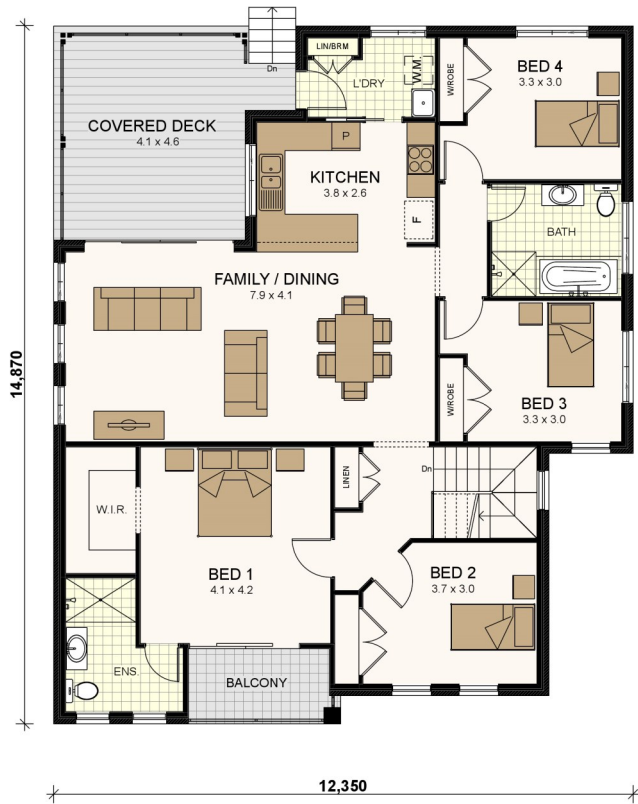 LIN/BRM
Dn
L'DRY
W.M.
W/ROBE
BED 4
3.3 x 3.0
COVERED DECK
4.1 x 4.6
P
KITCHEN
3.8 x 2.6
F
BATH
FAMILY / DINING
7.9 x 4.1
14,870
W/ROBE
BED 3
3.3 x 3.0
LINEN
Dn
W.I.R.
BED 1
4.1 x 4.2
BED 2
3.7 x 3.0
ENS.
BALCONY
12,350